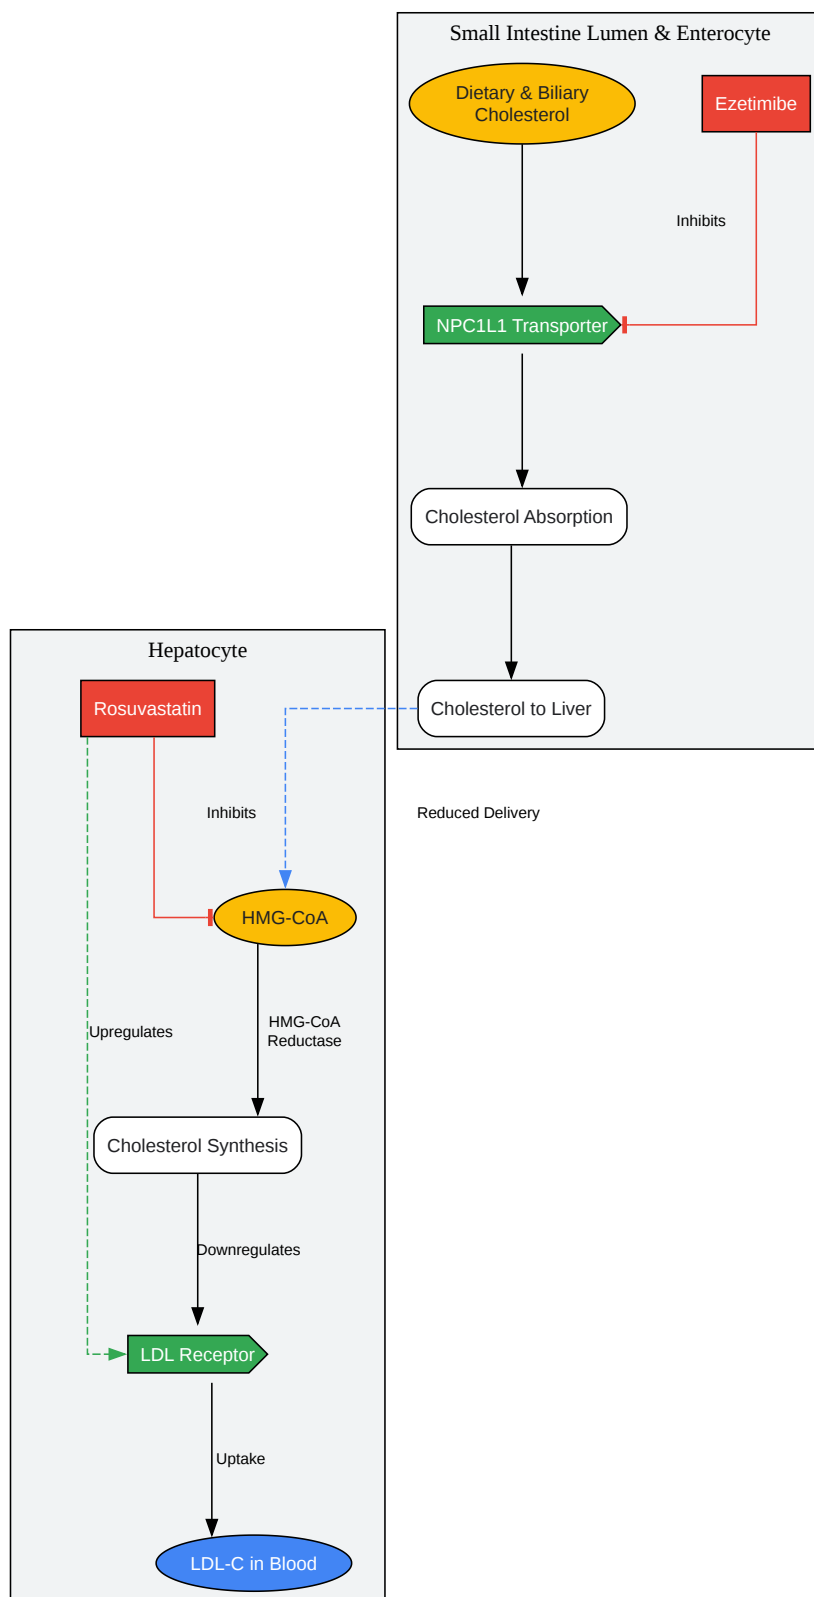 Small Intestine Lumen & Enterocyte
Dietary & Biliary
Cholesterol
Ezetimibe
Inhibits
NPC1L1 Transporter
Cholesterol Absorption
Hepatocyte
Rosuvastatin
Cholesterol to Liver
Inhibits
Reduced Delivery
HMG-CoA
Upregulates
HMG-CoA
Reductase
Cholesterol Synthesis
Downregulates
LDL Receptor
Uptake
LDL-C in Blood